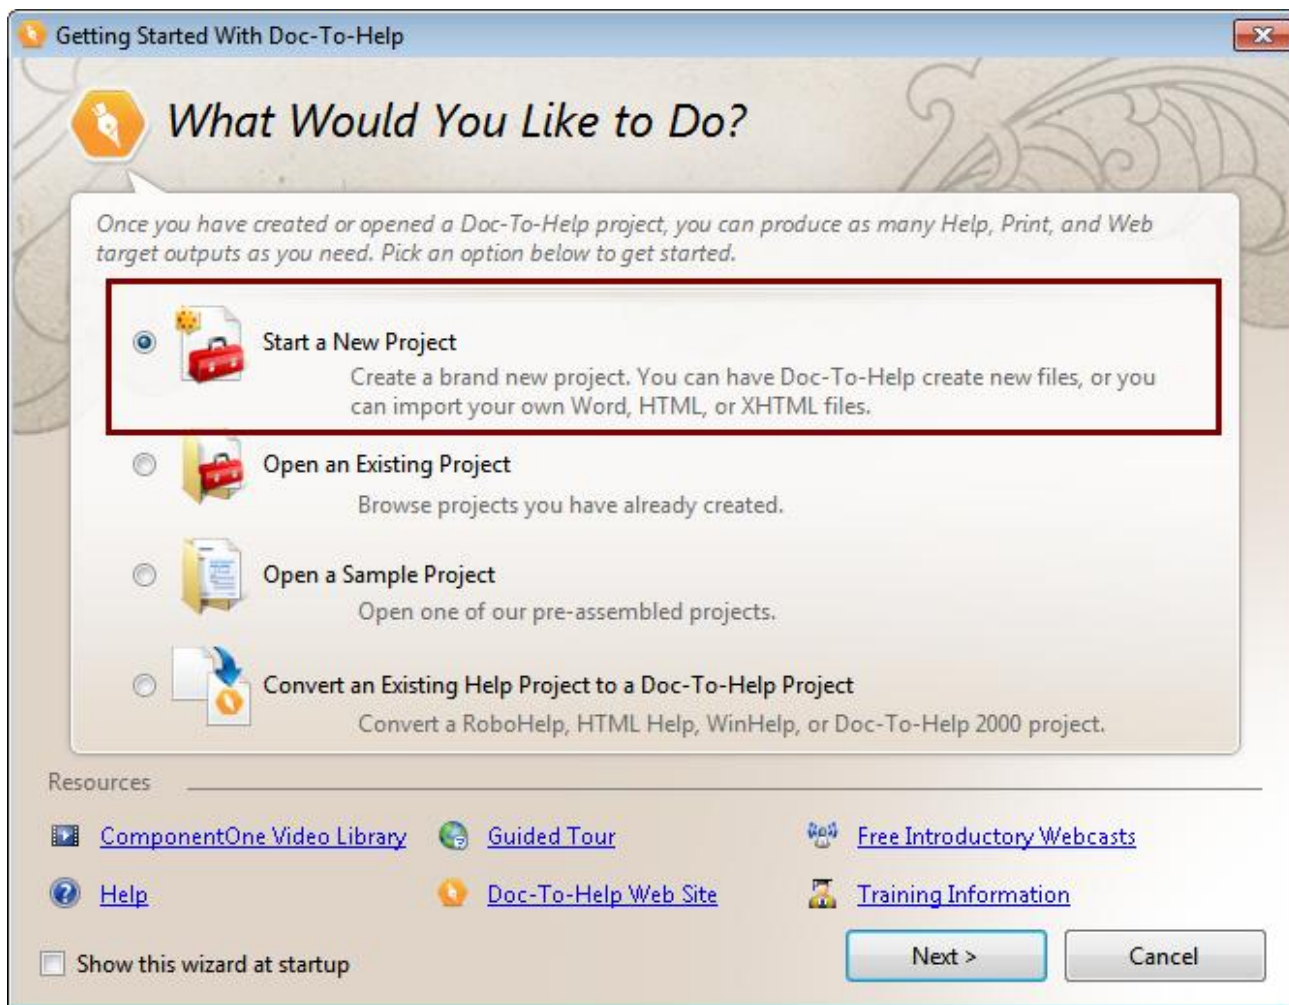 Getting Started With Doc-To-Help
What Would You Like to Do?
Once you have created or opened a Doc-To-Help project, you can produce as many Help, Print, and Web
target outputs as you need. Pick an option below to get started.
Start a New Project
Create a brand new project. You can have Doc-To-Help create new files, or you
can import your own Word, HTML, or XHTML files.
Open an Existing Project
Browse projects you have already created.
Open a Sample Project
Open one of our pre-assembled projects.
Convert an Existing Help Project to a Doc-To-Help Project
Convert a RoboHelp, HTML Help, WinHelp, or Doc-To-Help 2000 project.
Resources
ComponentOne Video Library Guided Tour Free Introductory Webcasts
Help Doc-To-Help Web Site Training Information
Show this wizard at startup Next > Cancel